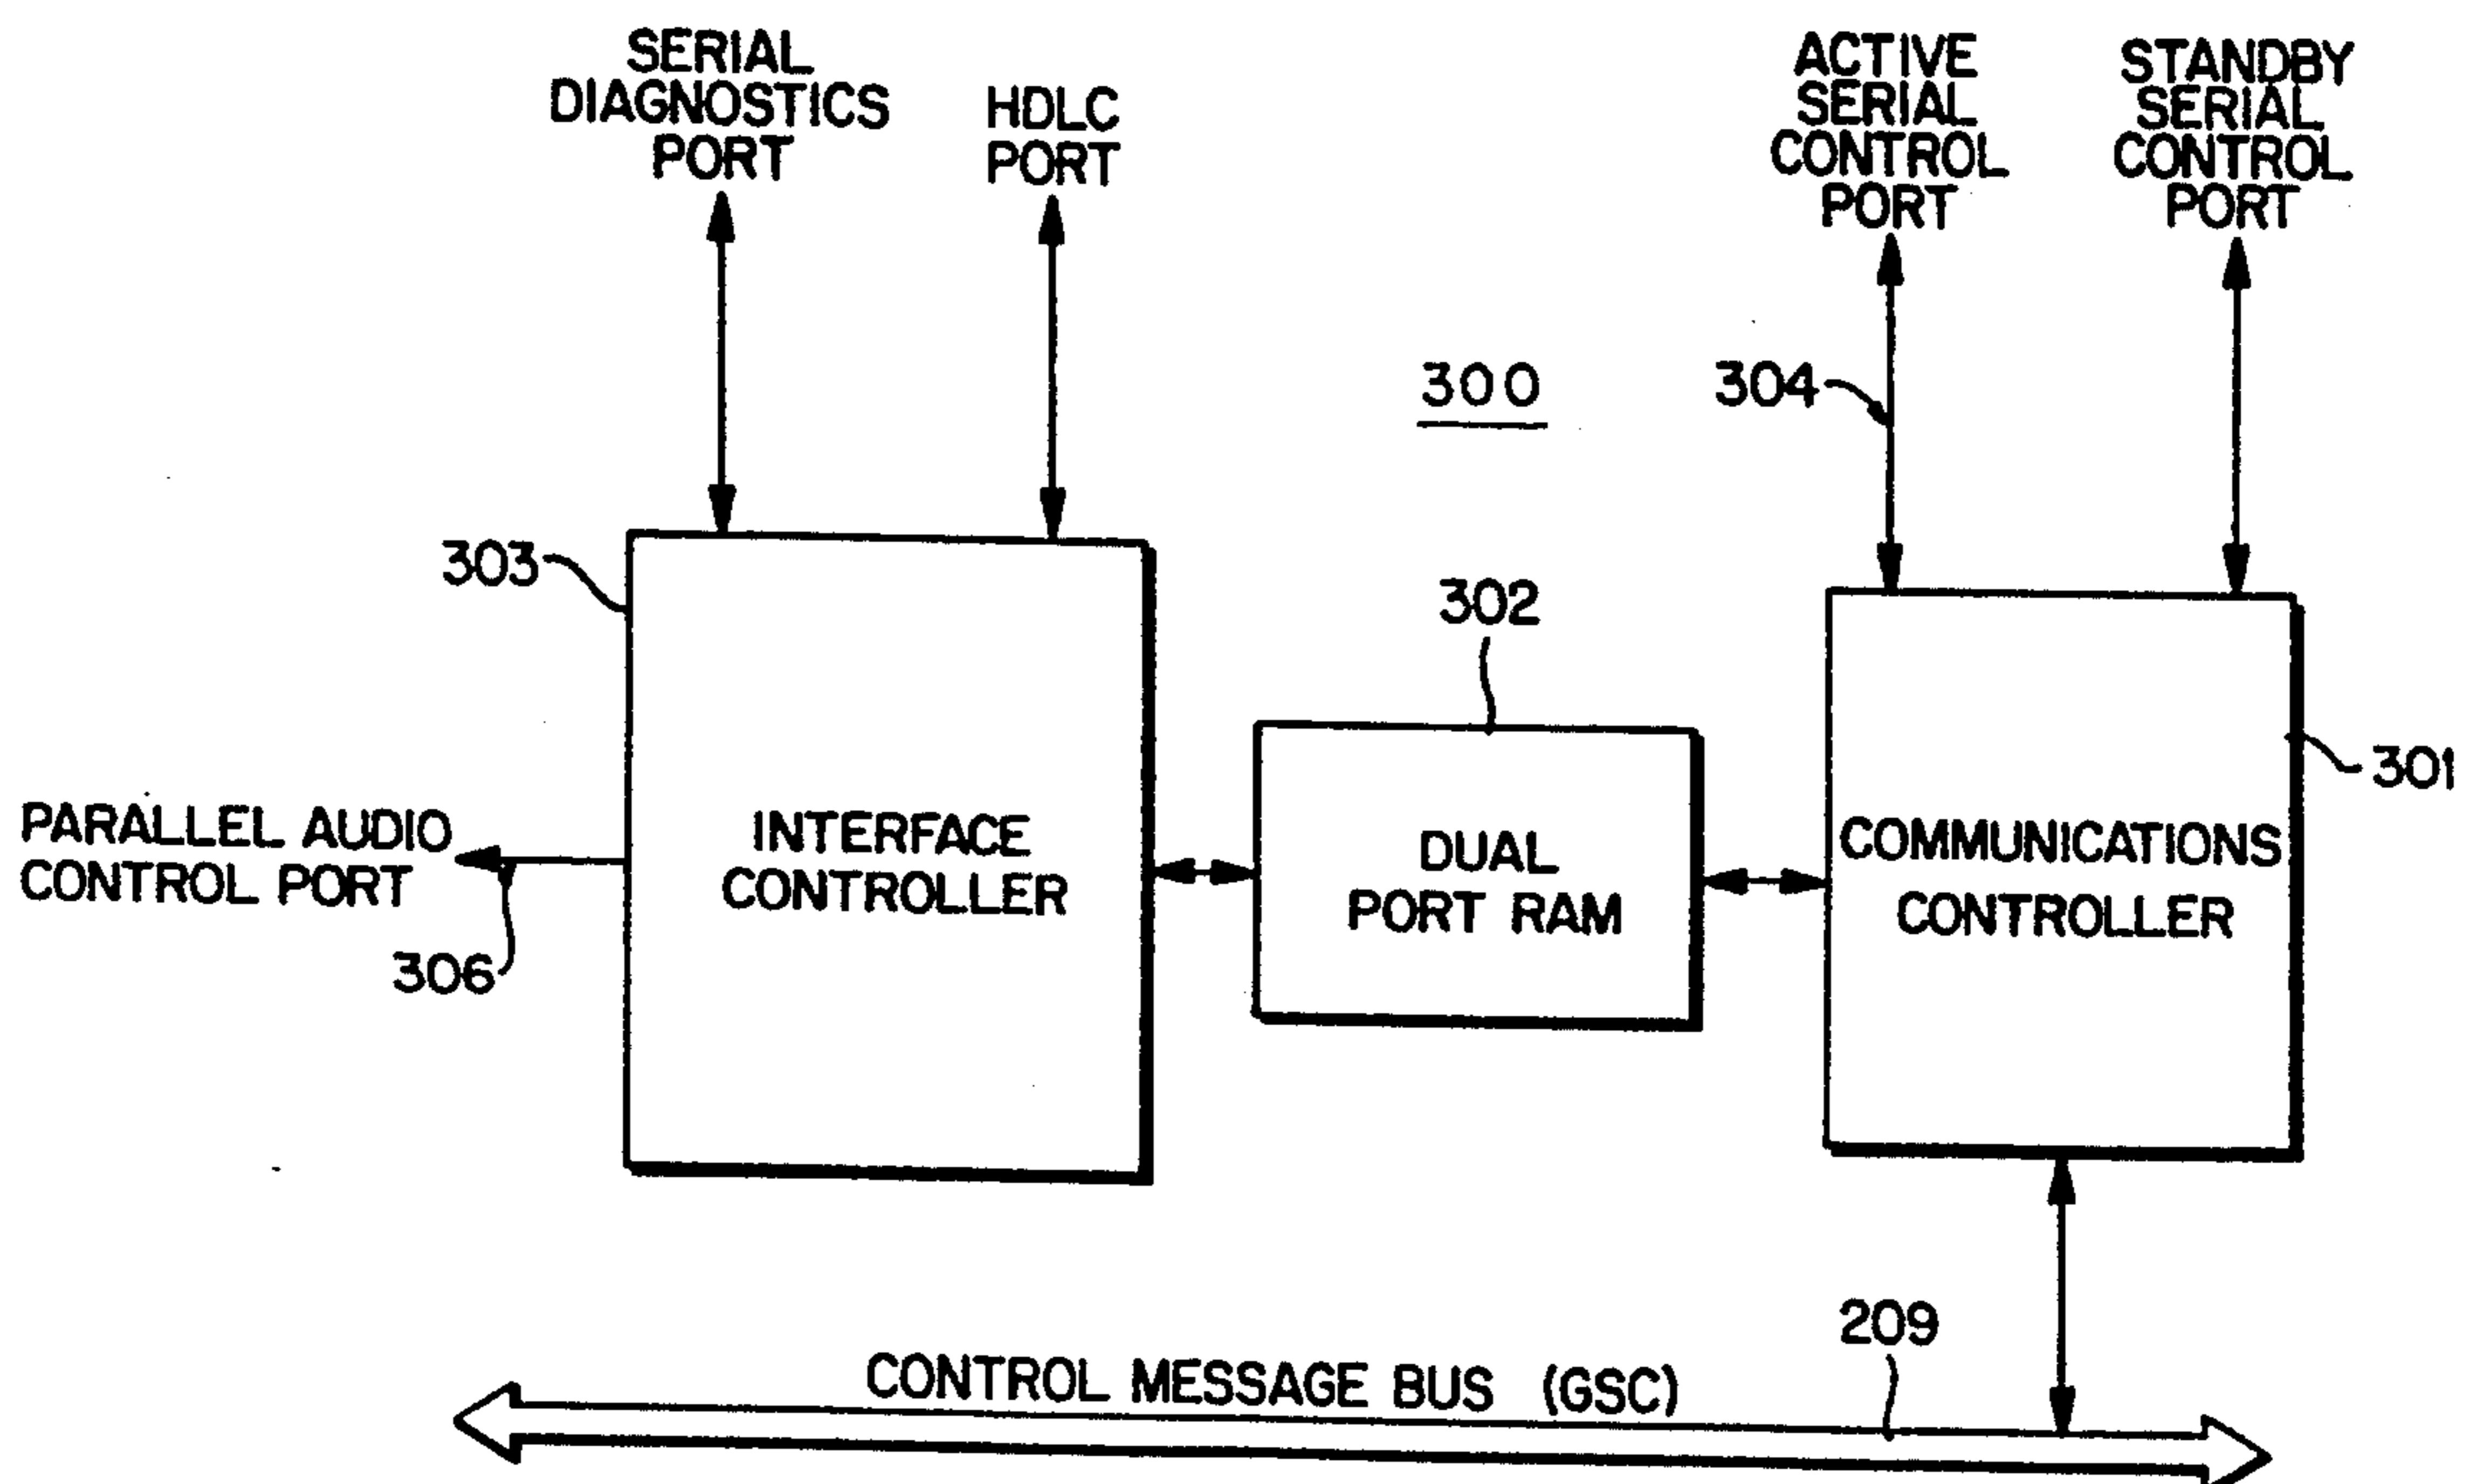 SERIAL
DIAGNOSTICS
PORT
HDLC
PORT
ACTIVE
SERIAL
CONTROL
PORT
STANDBY
SERIAL
CONTROL
PORT
300
304
303
302
301
PARALLEL AUDIO
CONTROL PORT
306
INTERFACE
CONTROLLER
DUAL
PORT RAM
COMMUNICATIONS
CONTROLLER
209
CONTROL MESSAGE BUS (GSC)